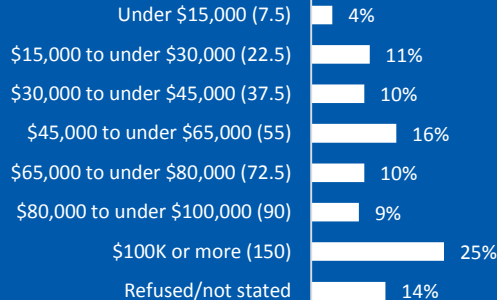 Under $15,000 (7.5) 4%
$15,000 to under $30,000 (22.5) 11%
$30,000 to under $45,000 (37.5) 10%
$45,000 to under $65,000 (55) 16%
$65,000 to under $80,000 (72.5) 10%
$80,000 to under $100,000 (90) 9%
$100K or more (150) 25%
Refused/not stated 14%